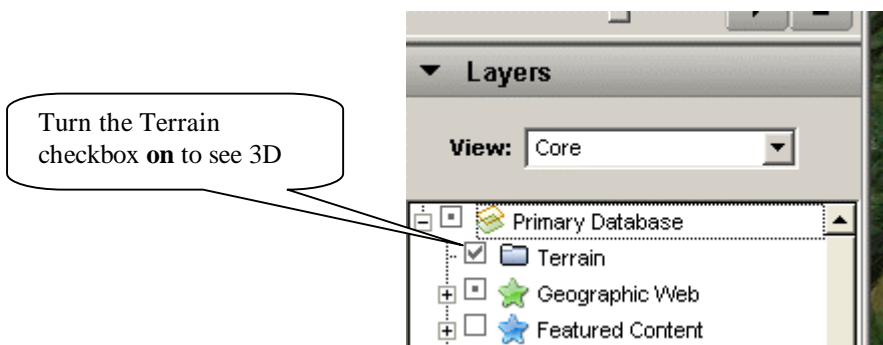 Layers
Turn the Terrain
checkbox on to see 3D
View: Core
Primary Database
Terrain
Geographic Web
Featured Content